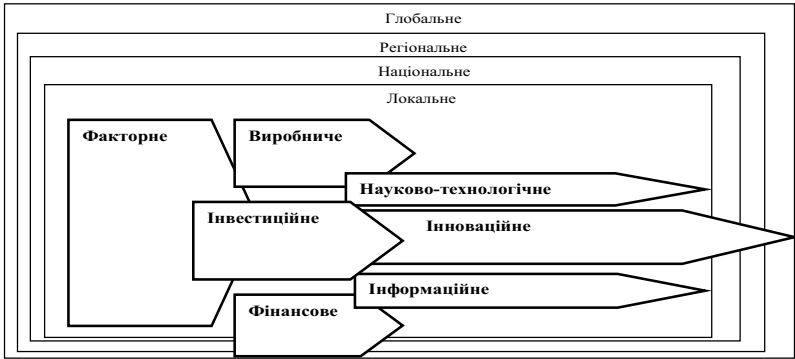 Глобальне
Регіональне
Національне
Локальне
Факторне
Виробниче
Науково-технологічне
Інвестиційне
Інноваційне
Інформаційне
Фінансове